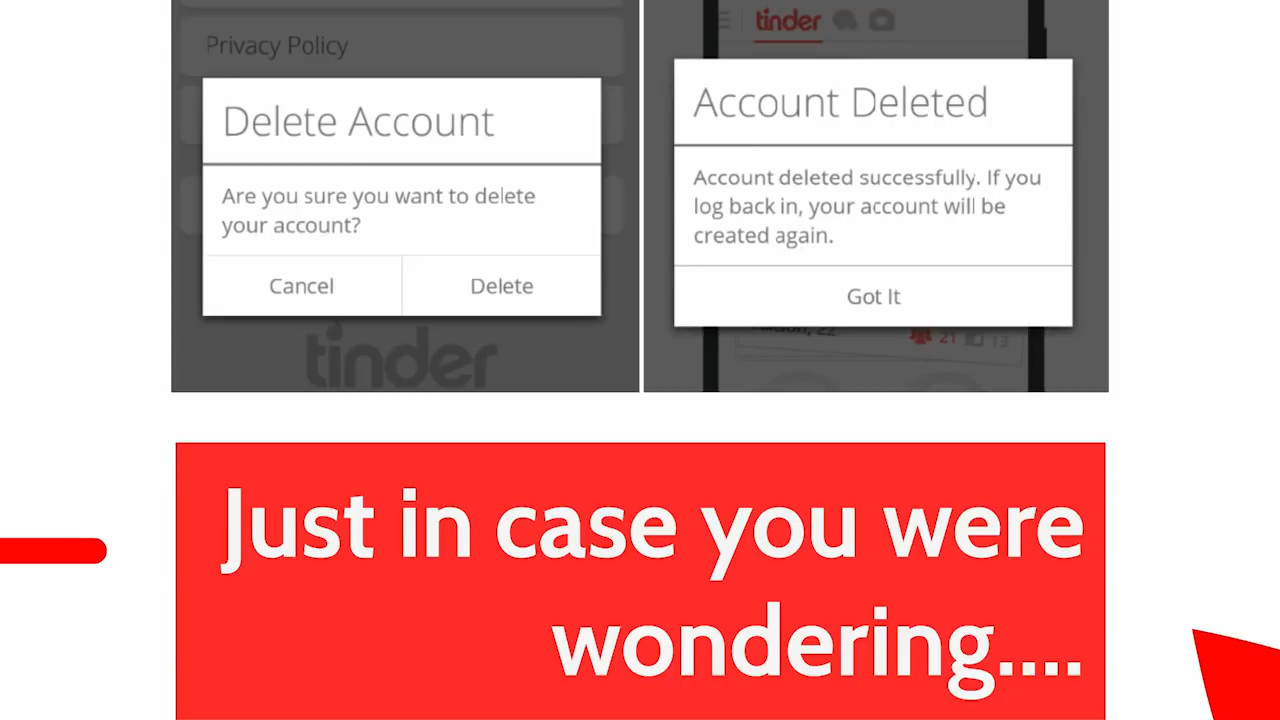 Privacy Policy
Delete Account
Are you sure you want to delete
your account?
Cancel
Delete
tinder
tinder
Account Deleted
Account deleted successfully. If you
log back in, your account will be
created again.
Got It
21
13
Just in case you were
wondering....